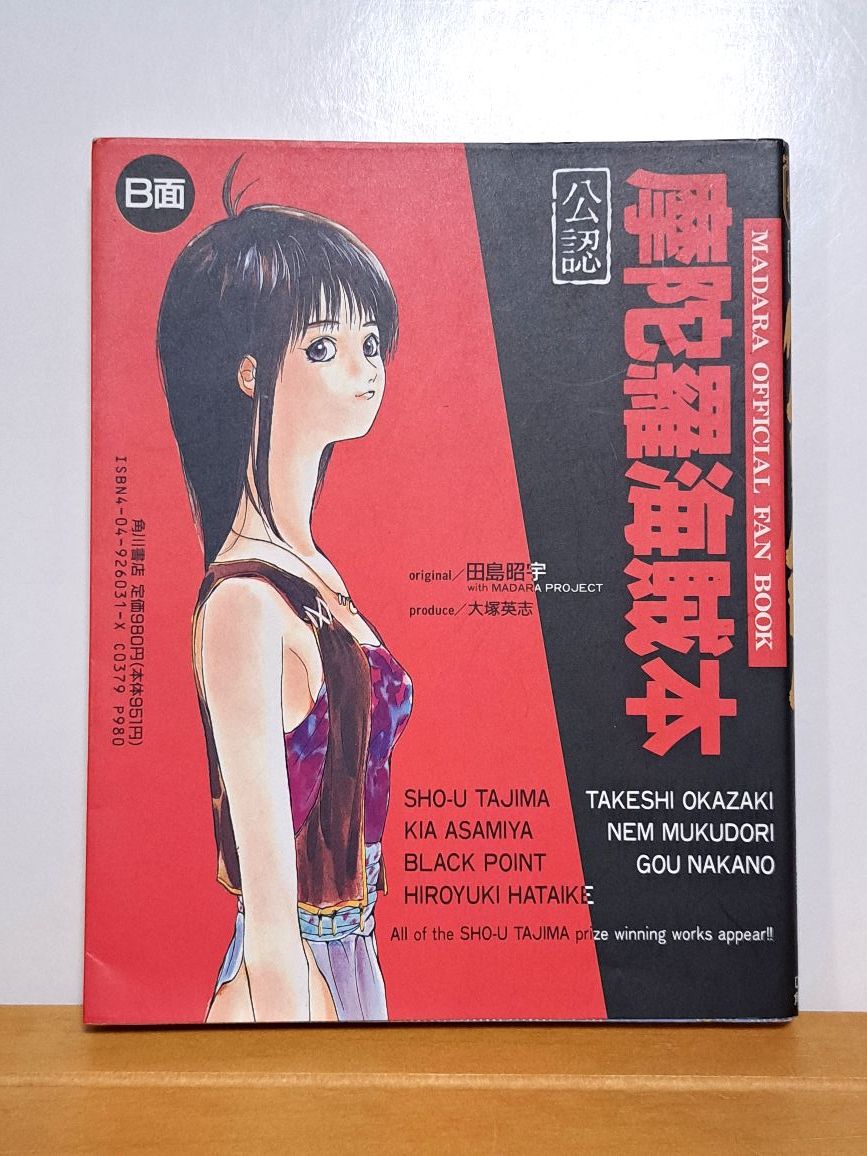 B面
公認
摩陀羅海賊本
MADARA OFFICIAL FAN BOOK
original/田島昭宇
with MADARA PROJECT
produce/大塚英志
SHO-U TAJIMA
KIA ASAMIYA
BLACK POINT
HIROYUKI HATAIKE
TAKESHI OKAZAKI
NEM MUKUDORI
GOU NAKANO
All of the SHO-U TAJIMA prize winning works appear!!
角川書店 定価980円(本体951円)
ISBN4-04-926031-X C0379 P980